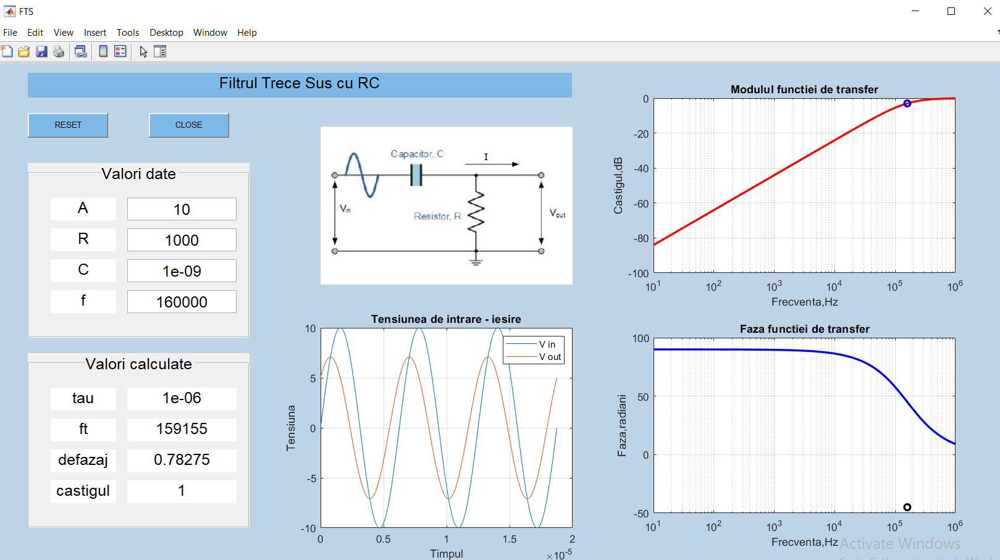 FTS
File Edit View Insert Tools Desktop Window Help
Filtrul Trece Sus cu RC
RESET CLOSE
Valori date
A 10
R 1000
C 1e-09
f 160000
Valori calculate
tau 1e-06
ft 159155
defazaj 0.78275
castigul 1
Capacitor, C
I
Vin
Resistor, R
Vout
Tensiunea de intrare - iesire
10
5
0
-5
-10
Tensiuna
V in
V out
0 0.5 1 1.5 2
Timpul
×10^-5
Modulul functiei de transfer
0
-20
-40
-60
-80
-100
Castigul,dB
10^1 10^2 10^3 10^4 10^5 10^6
Frecventa,Hz
Faza functiei de transfer
100
50
0
-50
Faza,radiani
10^1 10^2 10^3 10^4 10^5 10^6
Frecventa,Hz
Activate Windows